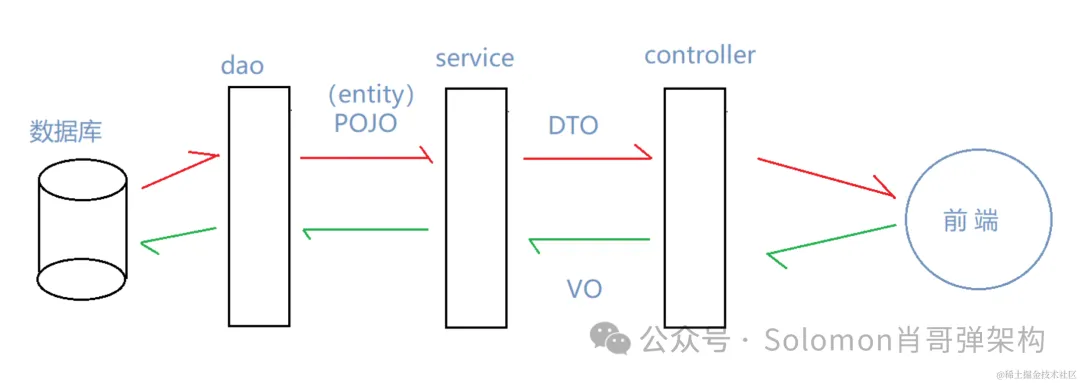 dao
service
controller
(entity)
POJO
DTO
数据库
前 端
VO
公众号 · Solomon肖哥弹架构
@稀土掘金技术社区